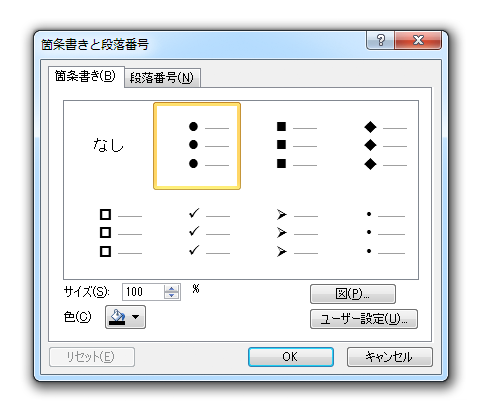 箇条書きと段落番号
箇条書き(B) 段落番号(N)
なし
サイズ(S): 100 %
図(P)...
色(C)
ユーザー設定(U)...
リセット(E) OK キャンセル